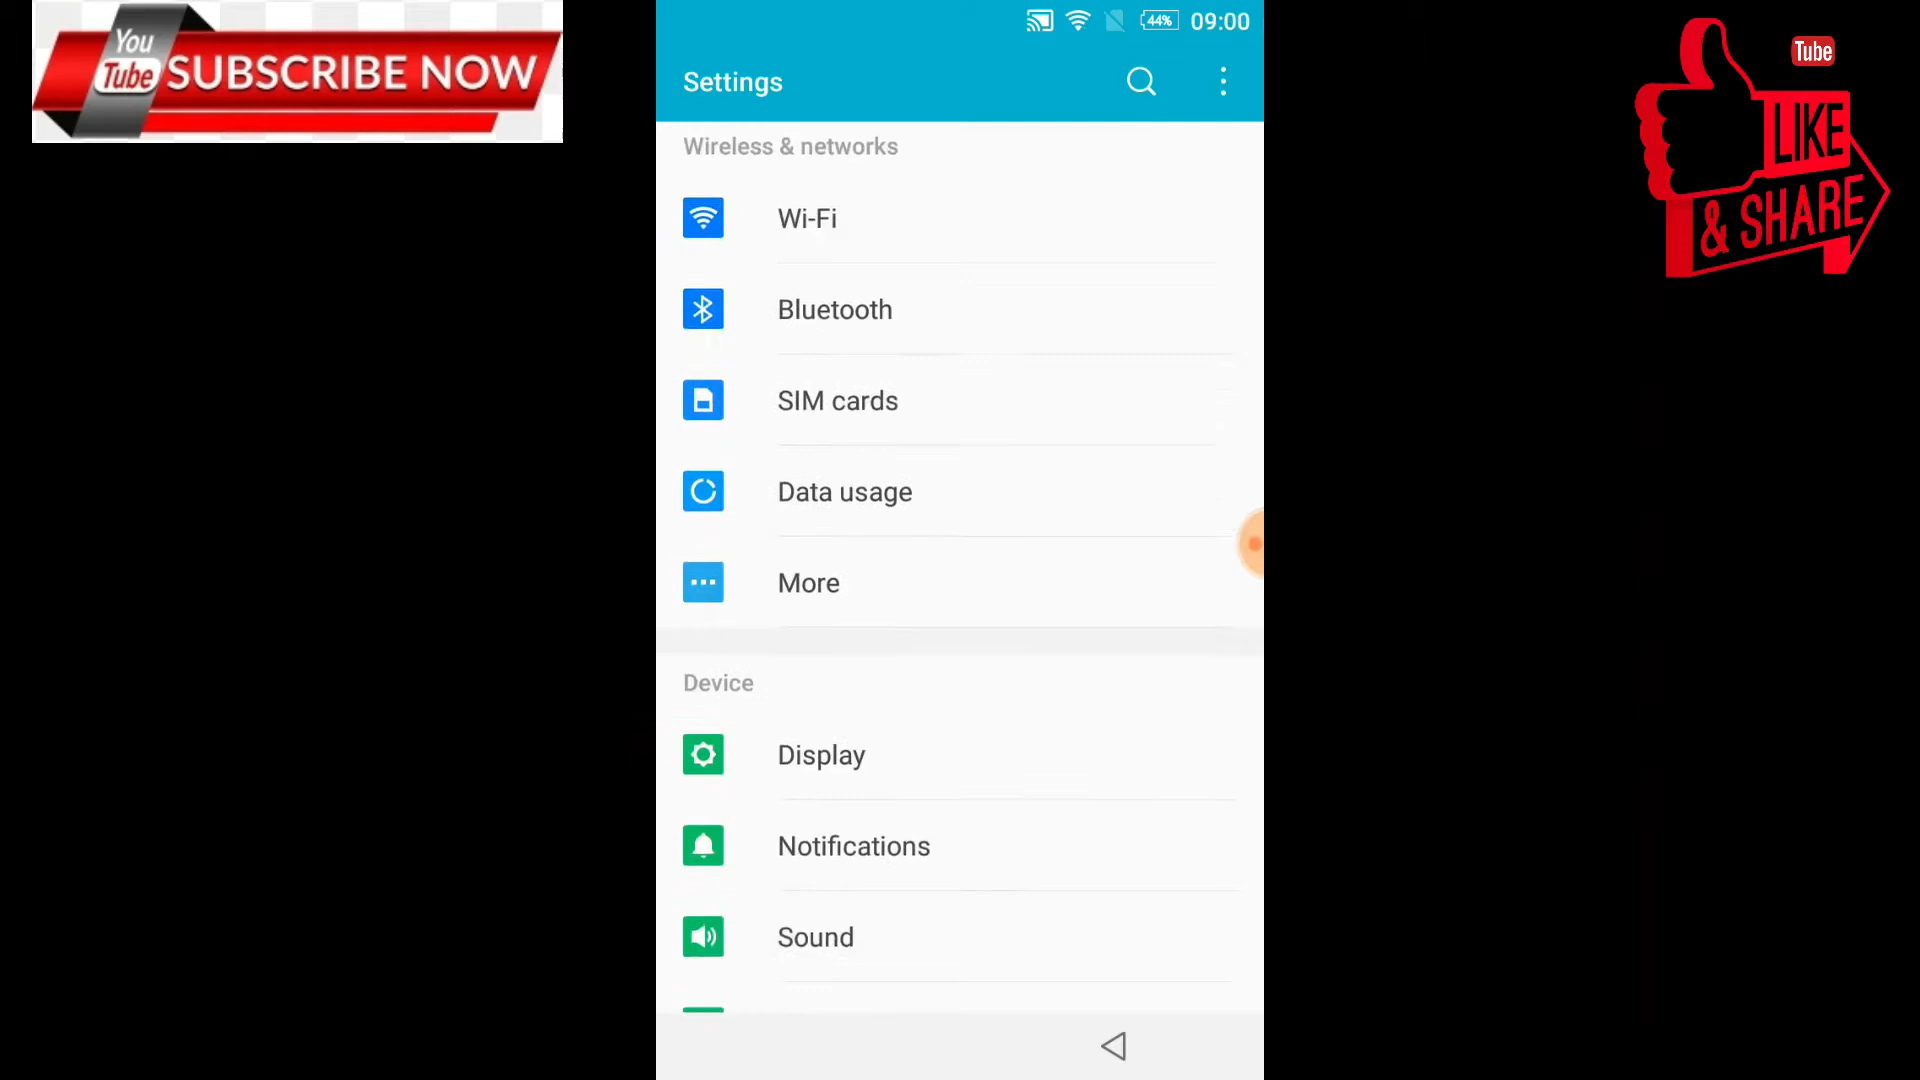 You
Tube SUBSCRIBE NOW
44% 09:00
Settings
Wireless & networks
Wi-Fi
Bluetooth
SIM cards
Data usage
More
Device
Display
Notifications
Sound
Tube
LIKE
& SHARE